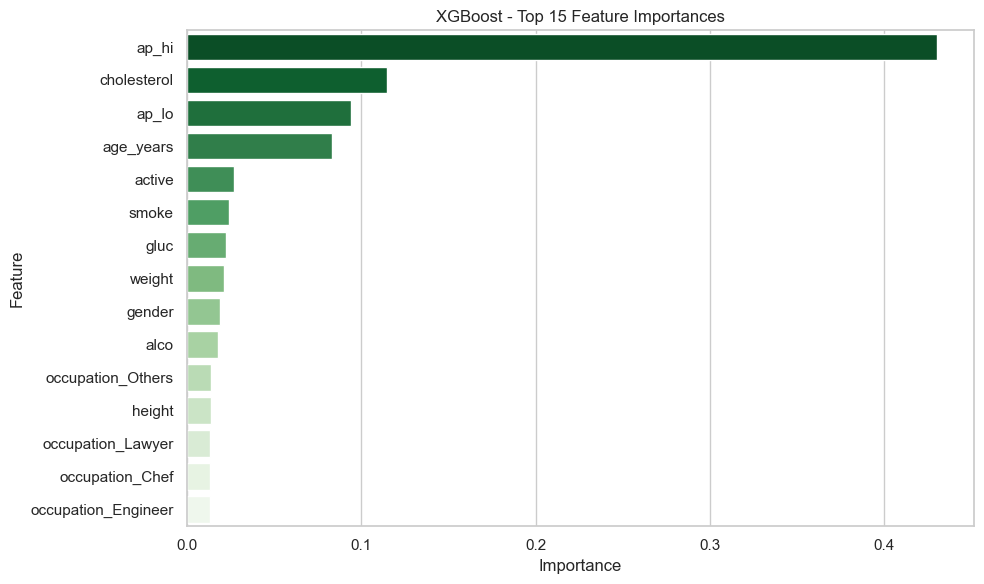 XGBoost - Top 15 Feature Importances
ap_hi
cholesterol
ap_lo
age_years
active
smoke
gluc
weight
gender
alco
occupation_Others
height
occupation_Lawyer
occupation_Chef
occupation_Engineer
Feature
0.0 0.1 0.2 0.3 0.4
Importance